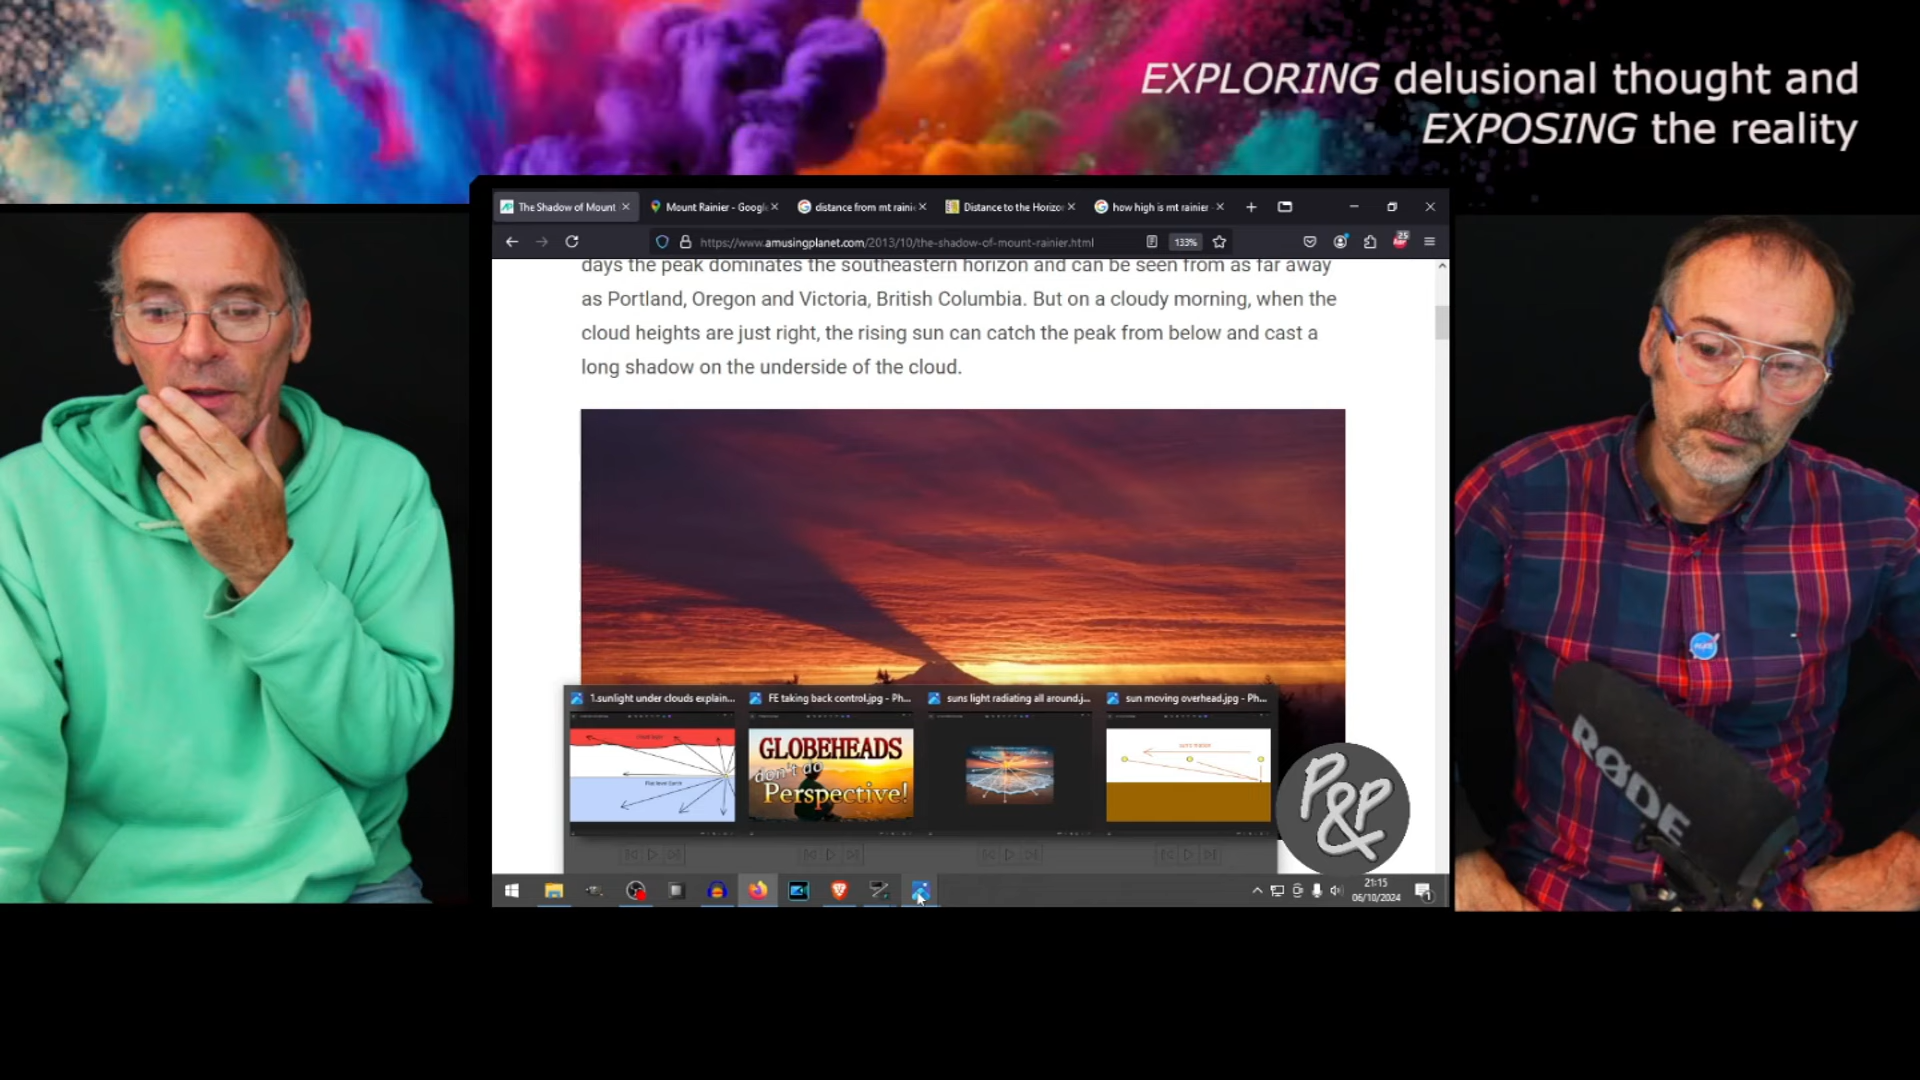 EXPLORING delusional thought and
EXPOSING the reality
The Shadow of Mount
Mount Rainier - Google
distance from mt raini
Distance to the Horizo
how high is mt rainier -
https://www.amusingplanet.com/2013/10/the-shadow-of-mount-rainier.html
133%
25
days the peak dominates the southeastern horizon and can be seen from as far away
as Portland, Oregon and Victoria, British Columbia. But on a cloudy morning, when the
cloud heights are just right, the rising sun can catch the peak from below and cast a
long shadow on the underside of the cloud.
1.sunlight under clouds explain...
FE taking back control.jpg - Ph...
suns light radiating all around.j...
sun moving overhead.jpg - Ph...
GLOBEHEADS
don't do
Perspective!
P&P
RØDE
21:15
06/10/2024
1